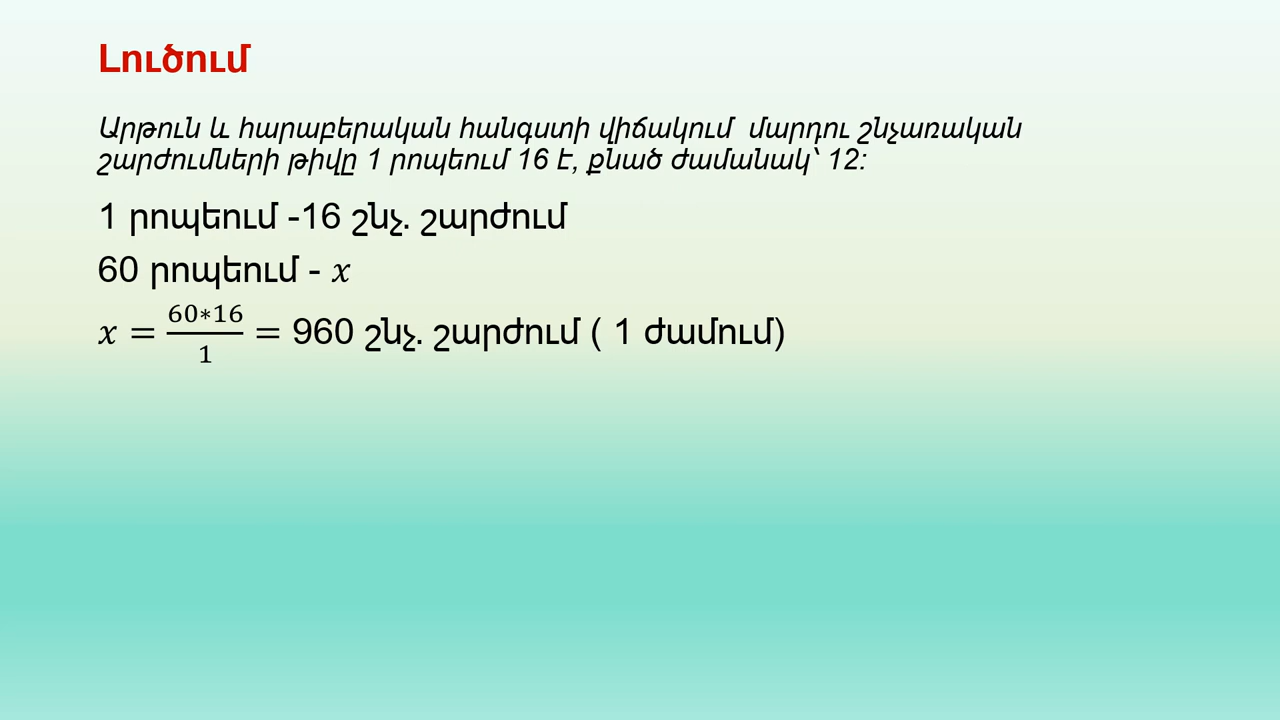 Լուծում
Արթուն և հարաբերական հանգստի վիճակում մարդու շնչառական
շարժումների թիվը 1 րոպեում 16 է, քնած ժամանակ՝ 12:
1 րոպեում -16 շնչ. շարժում
60 րոպեում - 𝑥
𝑥 = 60∗16/1 = 960 շնչ. շարժում ( 1 ժամում)